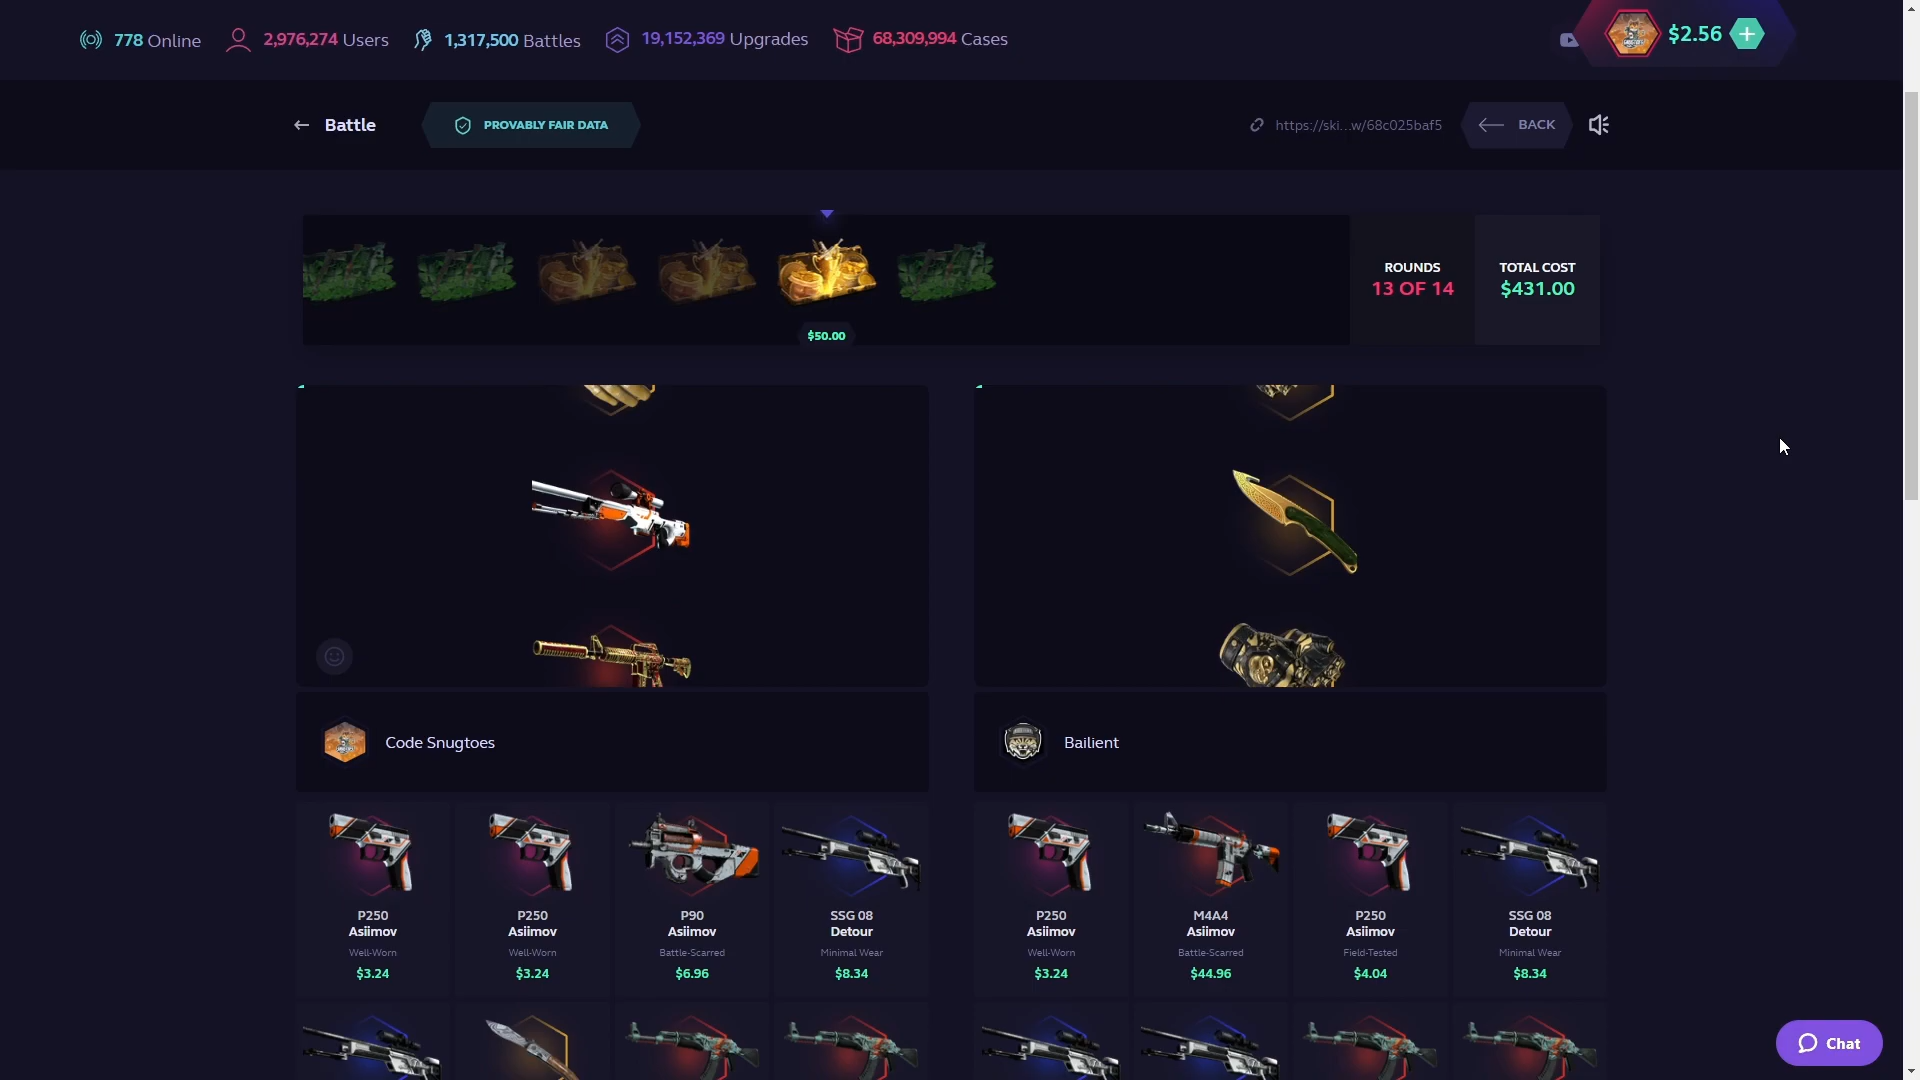 778 Online
2,976,274 Users
1,317,500 Battles
19,152,369 Upgrades
68,309,994 Cases
$2.56
Battle
PROVABLY FAIR DATA
https://ski...w/68c025baf5
BACK
ROUNDS
13 OF 14
TOTAL COST
$431.00
$50.00
Code Snugtoes
Bailient
P250
Asiimov
Well-Worn
$3.24
P250
Asiimov
Well-Worn
$3.24
P90
Asiimov
Battle-Scarred
$6.96
SSG 08
Detour
Minimal Wear
$8.34
P250
Asiimov
Well-Worn
$3.24
M4A4
Asiimov
Battle-Scarred
$44.96
P250
Asiimov
Field-Tested
$4.04
SSG 08
Detour
Minimal Wear
$8.34
Chat